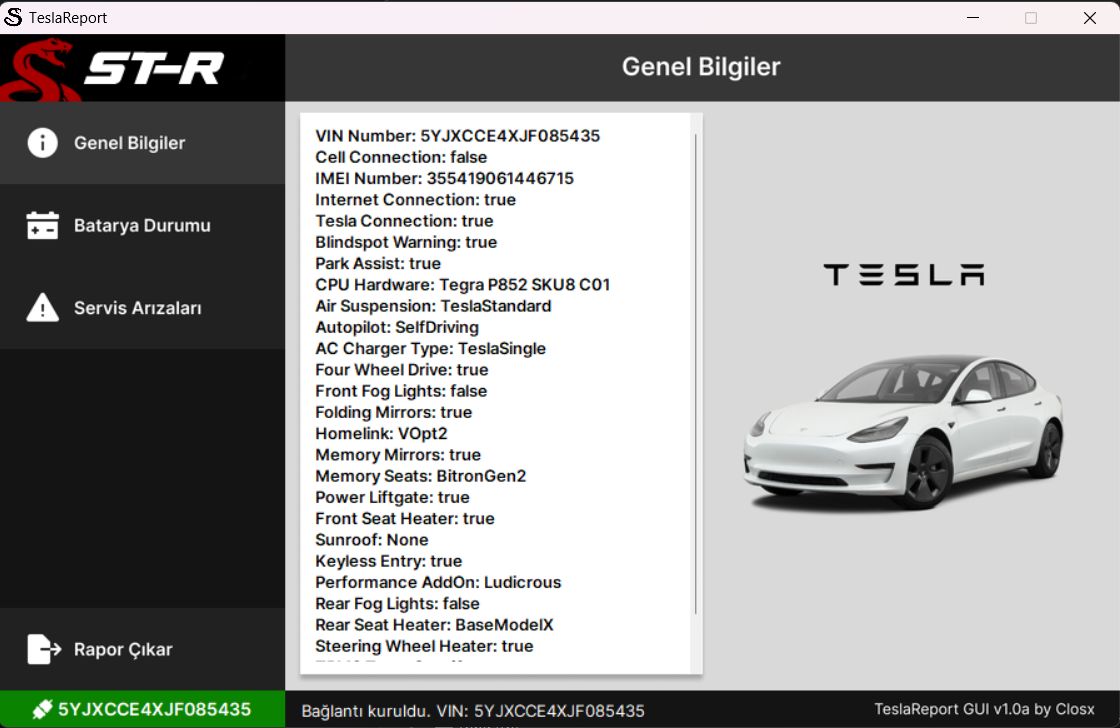 TeslaReport
ST-R
Genel Bilgiler
Genel Bilgiler
Batarya Durumu
Servis Arızaları
Rapor Çıkar
5YJXCCE4XJF085435
VIN Number: 5YJXCCE4XJF085435
Cell Connection: false
IMEI Number: 355419061446715
Internet Connection: true
Tesla Connection: true
Blindspot Warning: true
Park Assist: true
CPU Hardware: Tegra P852 SKU8 C01
Air Suspension: TeslaStandard
Autopilot: SelfDriving
AC Charger Type: TeslaSingle
Four Wheel Drive: true
Front Fog Lights: false
Folding Mirrors: true
Homelink: VOpt2
Memory Mirrors: true
Memory Seats: BitronGen2
Power Liftgate: true
Front Seat Heater: true
Sunroof: None
Keyless Entry: true
Performance AddOn: Ludicrous
Rear Fog Lights: false
Rear Seat Heater: BaseModelX
Steering Wheel Heater: true
TESLA
Bağlantı kuruldu. VIN: 5YJXCCE4XJF085435
TeslaReport GUI v1.0a by Closx